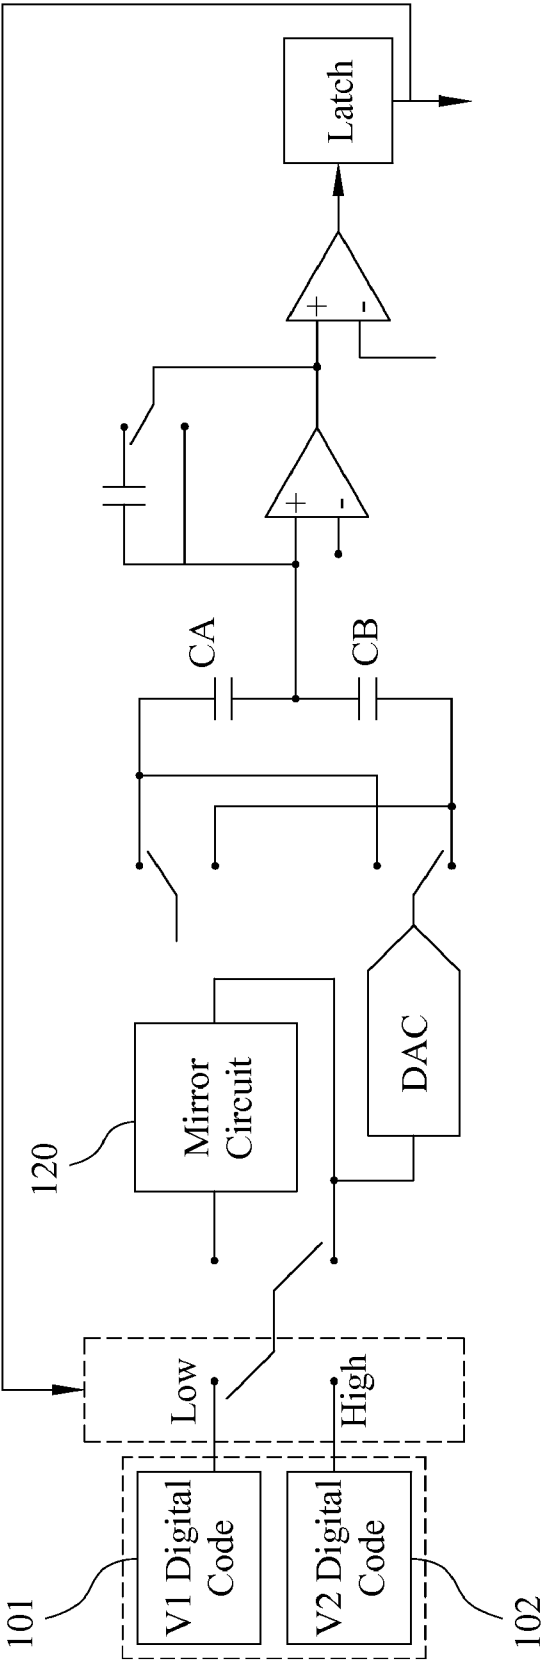 101
V1 Digital
Code
V2 Digital
Code
102
Low
High
120
Mirror
Circuit
DAC
CA
CB
+
-
+
-
Latch